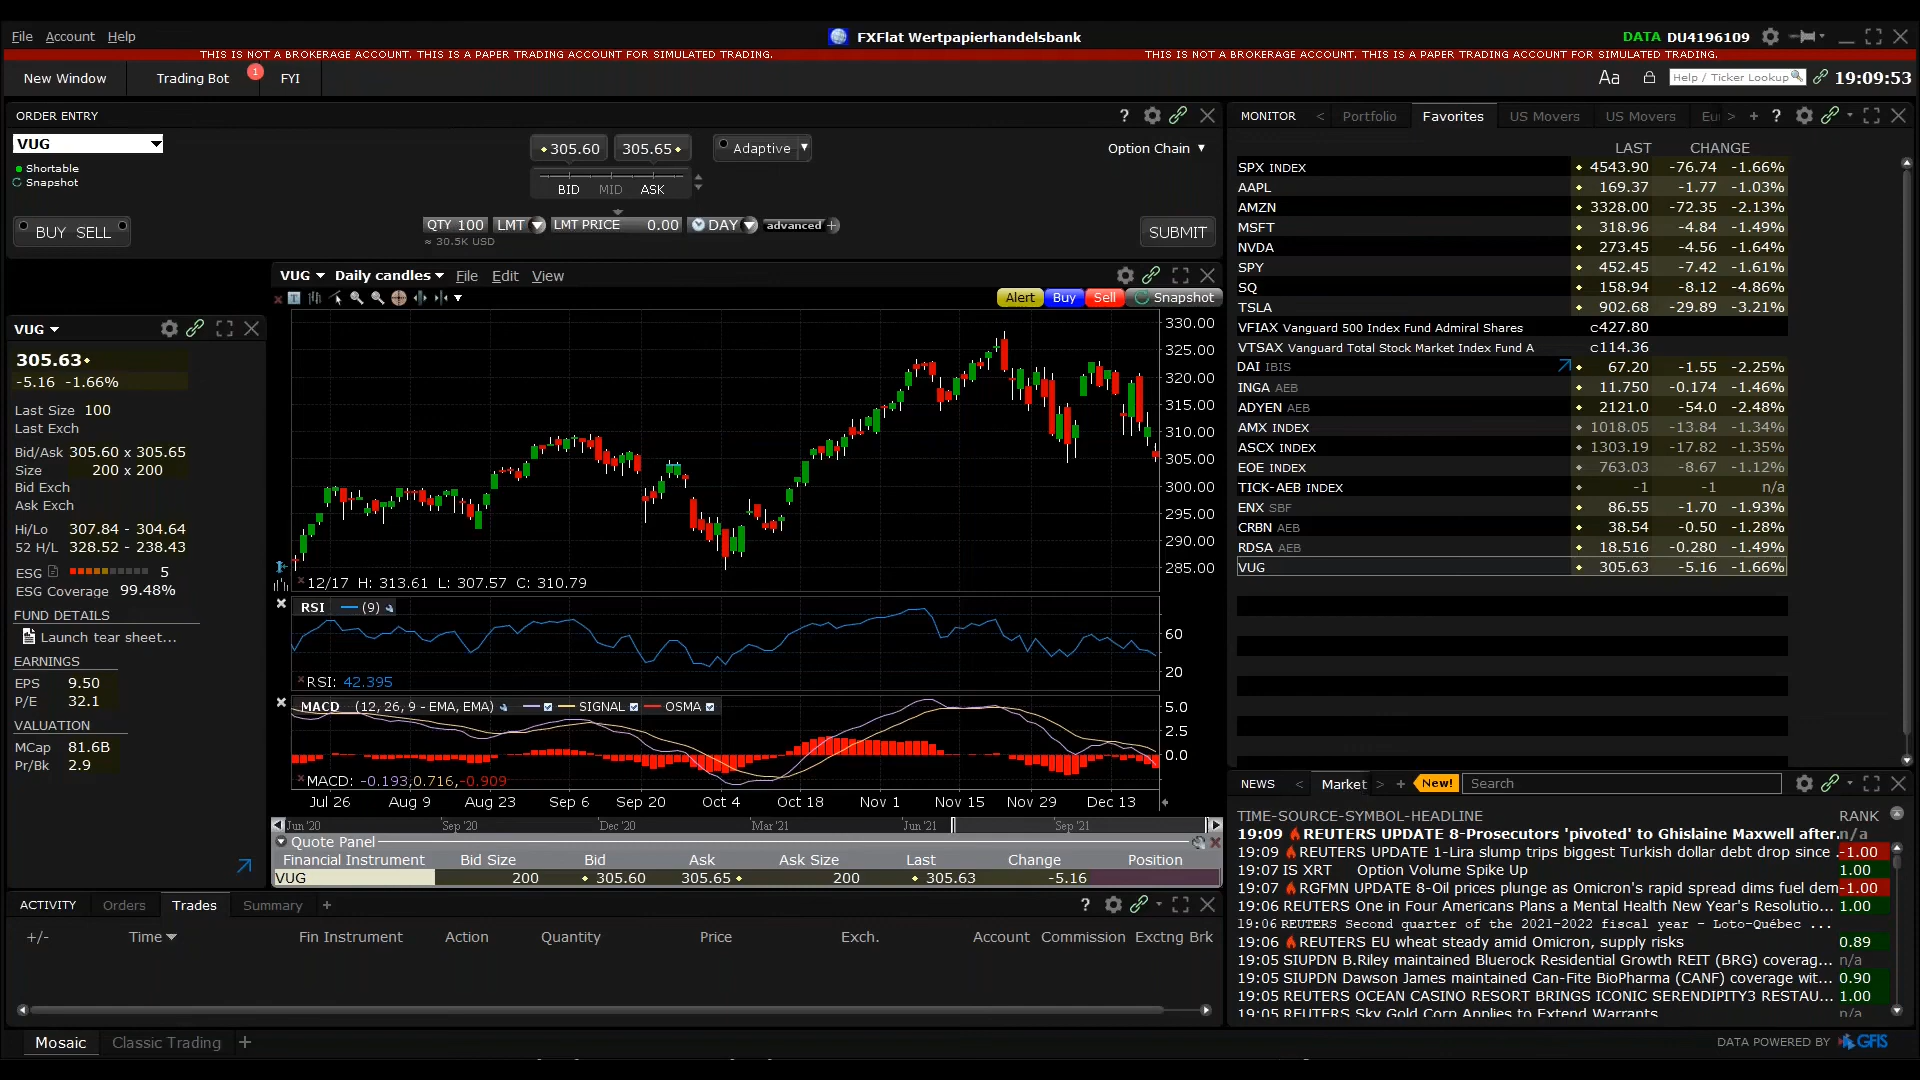 File Account Help
FXFlat Wertpapierhandelsbank
DATA DU4196109
THIS IS NOT A BROKERAGE ACCOUNT. THIS IS A PAPER TRADING ACCOUNT FOR SIMULATED TRADING. THIS IS NOT A BROKERAGE ACCOUNT. THIS IS A PAPER TRADING ACCOUNT FOR SIMULATED TRADING.
New Window Trading Bot 1 FYI
Aa Help / Ticker Lookup 19:09:53
ORDER ENTRY
VUG
Shortable
Snapshot
305.60 305.65 Adaptive
Option Chain
BID MID ASK
BUY SELL
QTY 100 LMT LMT PRICE 0.00 DAY advanced +
≈ 30.5K USD
SUBMIT
VUG Daily candles File Edit View
Alert Buy Sell Snapshot
VUG
305.63
-5.16 -1.66%
Last Size 100
Last Exch
Bid/Ask 305.60 x 305.65
Size 200 x 200
Bid Exch
Ask Exch
Hi/Lo 307.84 - 304.64
52 H/L 328.52 - 238.43
ESG 5
ESG Coverage 99.48%
FUND DETAILS
Launch tear sheet...
EARNINGS
EPS 9.50
P/E 32.1
VALUATION
MCap 81.6B
Pr/Bk 2.9
330.00
325.00
320.00
315.00
310.00
305.00
300.00
295.00
290.00
285.00
12/17 H: 313.61 L: 307.57 C: 310.79
RSI (9)
60
20
RSI: 42.395
MACD (12, 26, 9 - EMA, EMA) SIGNAL OSMA
5.0
2.5
0.0
MACD: -0.193,0.716,-0.909
Jul 26 Aug 9 Aug 23 Sep 6 Sep 20 Oct 4 Oct 18 Nov 1 Nov 15 Nov 29 Dec 13
Jun '20 Sep '20 Dec '20 Mar '21 Jun '21 Sep '21
Quote Panel
Financial Instrument Bid Size Bid Ask Ask Size Last Change Position
VUG 200 305.60 305.65 200 305.63 -5.16
ACTIVITY Orders Trades Summary +
+/- Time Fin Instrument Action Quantity Price Exch. Account Commission Exctng Brk
Mosaic Classic Trading +
MONITOR < Portfolio Favorites US Movers US Movers Eu > + ?
LAST CHANGE
SPX INDEX 4543.90 -76.74 -1.66%
AAPL 169.37 -1.77 -1.03%
AMZN 3328.00 -72.35 -2.13%
MSFT 318.96 -4.84 -1.49%
NVDA 273.45 -4.56 -1.64%
SPY 452.45 -7.42 -1.61%
SQ 158.94 -8.12 -4.86%
TSLA 902.68 -29.89 -3.21%
VFIAX Vanguard 500 Index Fund Admiral Shares c427.80
VTSAX Vanguard Total Stock Market Index Fund A c114.36
DAI IBIS 67.20 -1.55 -2.25%
INGA AEB 11.750 -0.174 -1.46%
ADYEN AEB 2121.0 -54.0 -2.48%
AMX INDEX 1018.05 -13.84 -1.34%
ASCX INDEX 1303.19 -17.82 -1.35%
EOE INDEX 763.03 -8.67 -1.12%
TICK-AEB INDEX -1 -1 n/a
ENX SBF 86.55 -1.70 -1.93%
CRBN AEB 38.54 -0.50 -1.28%
RDSA AEB 18.516 -0.280 -1.49%
VUG 305.63 -5.16 -1.66%
NEWS < Market > + New! Search
TIME-SOURCE-SYMBOL-HEADLINE RANK
19:09 REUTERS UPDATE 8-Prosecutors 'pivoted' to Ghislaine Maxwell after... n/a
19:09 REUTERS UPDATE 1-Lira slump trips biggest Turkish dollar debt drop since ... -1.00
19:07 IS XRT Option Volume Spike Up 1.00
19:07 RGFMN UPDATE 8-Oil prices plunge as Omicron's rapid spread dims fuel dem -1.00
19:06 REUTERS One in Four Americans Plans a Mental Health New Year's Resolutio... 1.00
19:06 REUTERS Second quarter of the 2021-2022 fiscal year - Loto-Québec ...
19:06 REUTERS EU wheat steady amid Omicron, supply risks 0.89
19:05 SIUPDN B.Riley maintained Bluerock Residential Growth REIT (BRG) coverag... n/a
19:05 SIUPDN Dawson James maintained Can-Fite BioPharma (CANF) coverage wit... 0.90
19:05 REUTERS OCEAN CASINO RESORT BRINGS ICONIC SERENDIPITY3 RESTAU... 1.00
19:05 REUTERS Sky Gold Corp Applies to Extend Warrants n/a
DATA POWERED BY GFIS